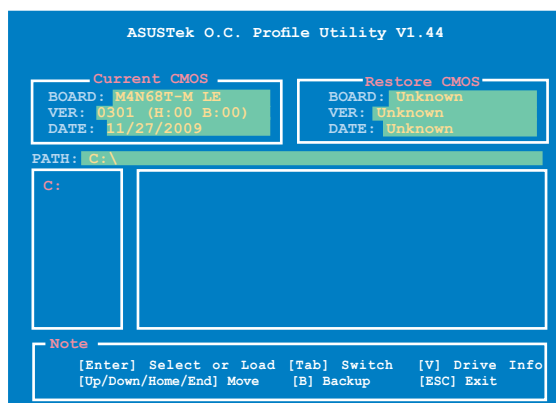 ASUSTek O.C. Profile Utility V1.44
Current CMOS
BOARD: M4N68T-M LE
VER: 0301 (H:00 B:00)
DATE: 11/27/2009
Restore CMOS
BOARD: Unknown
VER: Unknown
DATE: Unknown
PATH: C:\
C:
Note
[Enter] Select or Load [Tab] Switch [V] Drive Info
[Up/Down/Home/End] Move [B] Backup [ESC] Exit